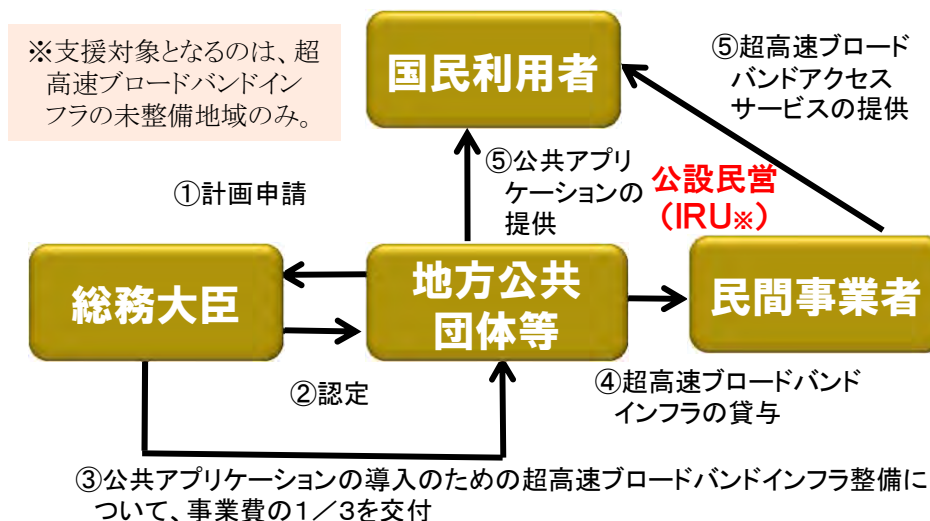 ※支援対象となるのは、超
高速ブロードバンドイン
フラの未整備地域のみ。
国民利用者
⑤超高速ブロード
バンドアクセス
サービスの提供
①計画申請
⑤公共アプリ
ケーションの
提供
公設民営
（IRU※）
総務大臣
地方公共
団体等
民間事業者
②認定
④超高速ブロードバンド
インフラの貸与
③公共アプリケーションの導入のための超高速ブロードバンドインフラ整備に
ついて、事業費の１／３を交付